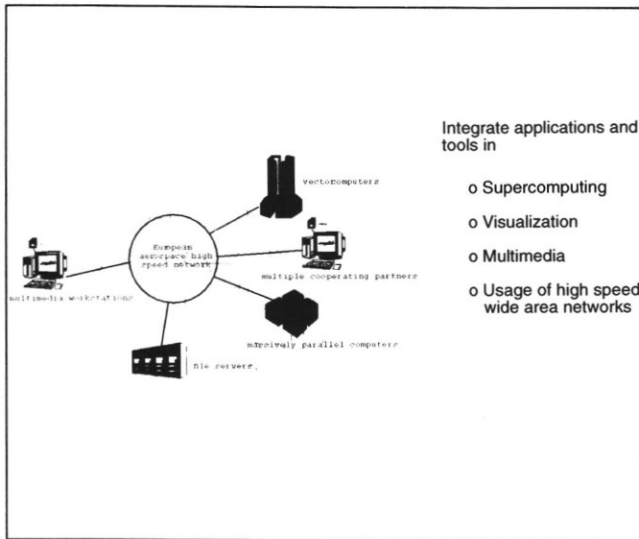 Integrate applications and
tools in
o Supercomputing
o Visualization
o Multimedia
o Usage of high speed
wide area networks
vectorcomputers
European
aerospace high
speed network
multiple cooperating partners
multimedia workstations
massively parallel computers
file servers